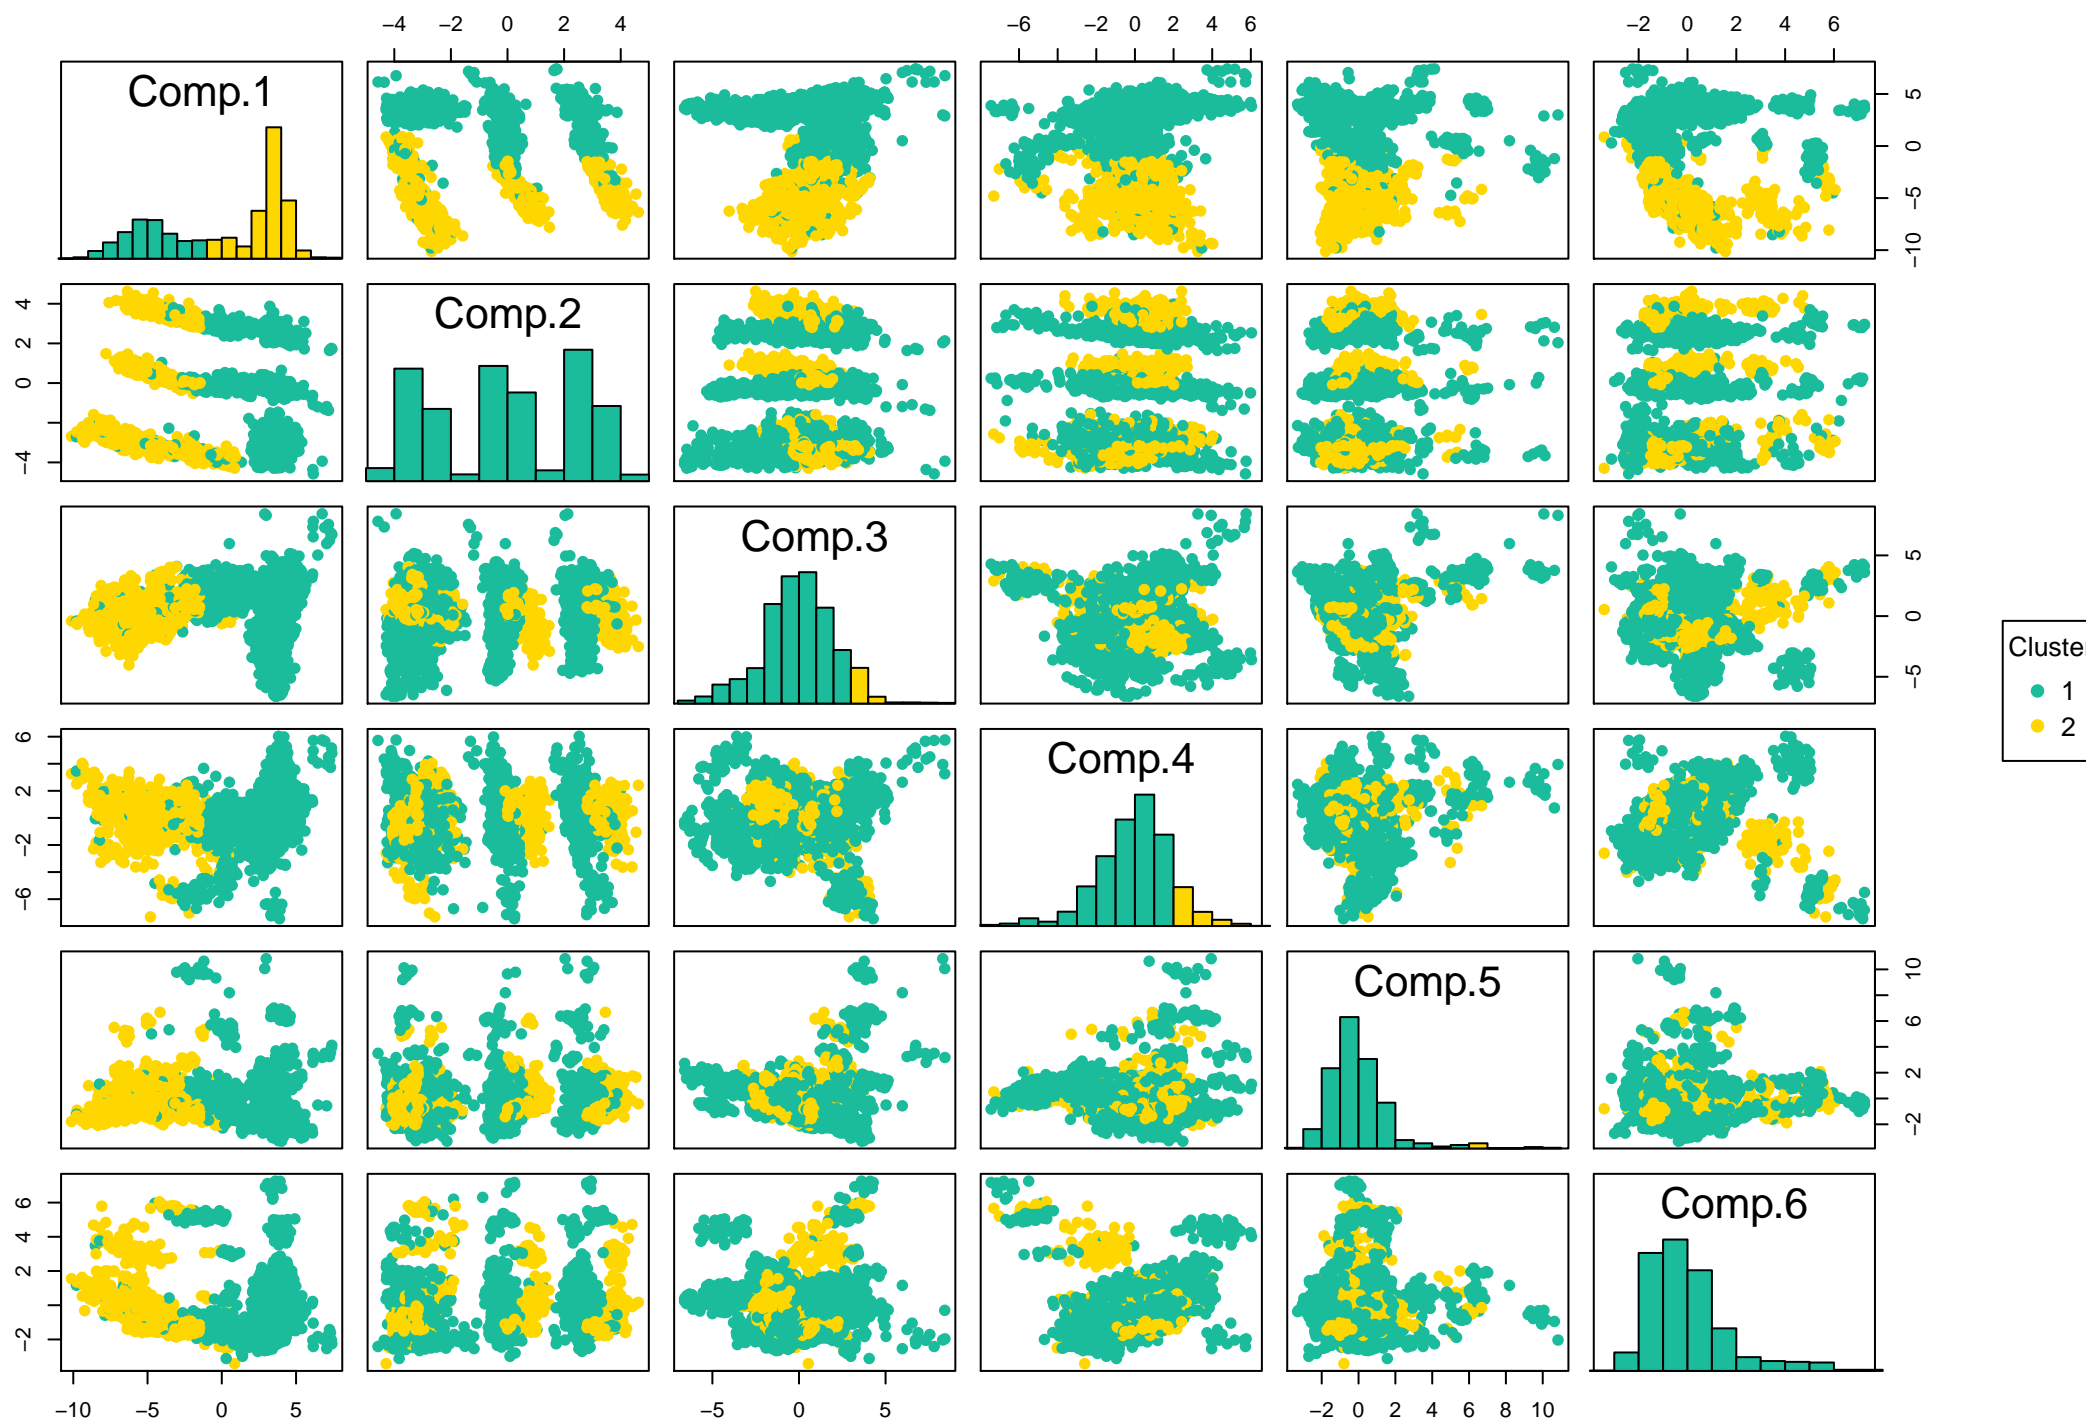 −4 −2 0 2 4 −6 −2 0 2 4 6 −2 0 2 4 6
Comp.1
5 0 −5 −10
4 2 0 −4
Comp.2
Comp.3
5 0 −5
Cluster
1
2
6 2 −2 −6
Comp.4
Comp.5
10 6 2 −2
6 4 2 −2
Comp.6
−10 −5 0 5 −5 0 5 −2 0 2 4 6 8 10